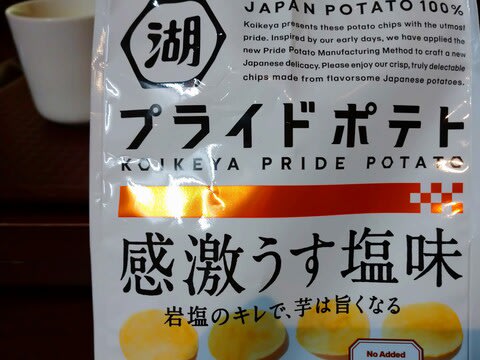 湖
JAPAN POTATO 100%
Koikeya presents these potato chips with the utmost
pride. Inspired by our early days, we have applied the
new Pride Potato Manufacturing Method to craft a new
Japanese delicacy. Please enjoy our crisp, truly delectable
chips made from flavorsome Japanese potatoes.
プライドポテト
KOIKEYA PRIDE POTATO
感激うす塩味
岩塩のキレで、芋は旨くなる
No Added